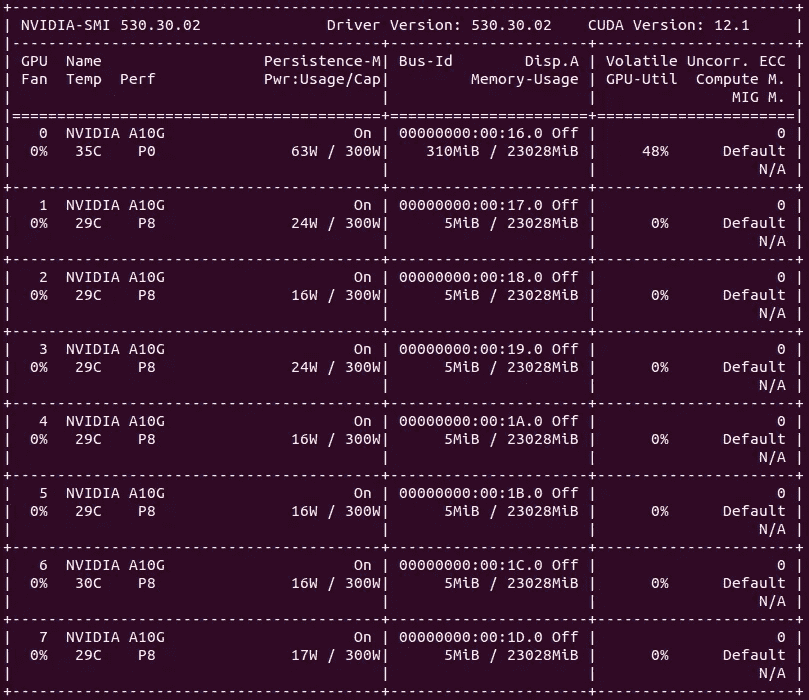 NVIDIA-SMI 530.30.02 Driver Version: 530.30.02 CUDA Version: 12.1
GPU Name Persistence-M| Bus-Id Disp.A | Volatile Uncorr. ECC
Fan Temp Perf Pwr:Usage/Cap| Memory-Usage | GPU-Util Compute M.
MIG M.
0 NVIDIA A10G On | 00000000:00:16.0 Off | 0
0% 35C P0 63W / 300W| 310MiB / 23028MiB | 48% Default
N/A
1 NVIDIA A10G On | 00000000:00:17.0 Off | 0
0% 29C P8 24W / 300W| 5MiB / 23028MiB | 0% Default
N/A
2 NVIDIA A10G On | 00000000:00:18.0 Off | 0
0% 29C P8 16W / 300W| 5MiB / 23028MiB | 0% Default
N/A
3 NVIDIA A10G On | 00000000:00:19.0 Off | 0
0% 29C P8 24W / 300W| 5MiB / 23028MiB | 0% Default
N/A
4 NVIDIA A10G On | 00000000:00:1A.0 Off | 0
0% 29C P8 16W / 300W| 5MiB / 23028MiB | 0% Default
N/A
5 NVIDIA A10G On | 00000000:00:1B.0 Off | 0
0% 29C P8 16W / 300W| 5MiB / 23028MiB | 0% Default
N/A
6 NVIDIA A10G On | 00000000:00:1C.0 Off | 0
0% 30C P8 16W / 300W| 5MiB / 23028MiB | 0% Default
N/A
7 NVIDIA A10G On | 00000000:00:1D.0 Off | 0
0% 29C P8 17W / 300W| 5MiB / 23028MiB | 0% Default
N/A